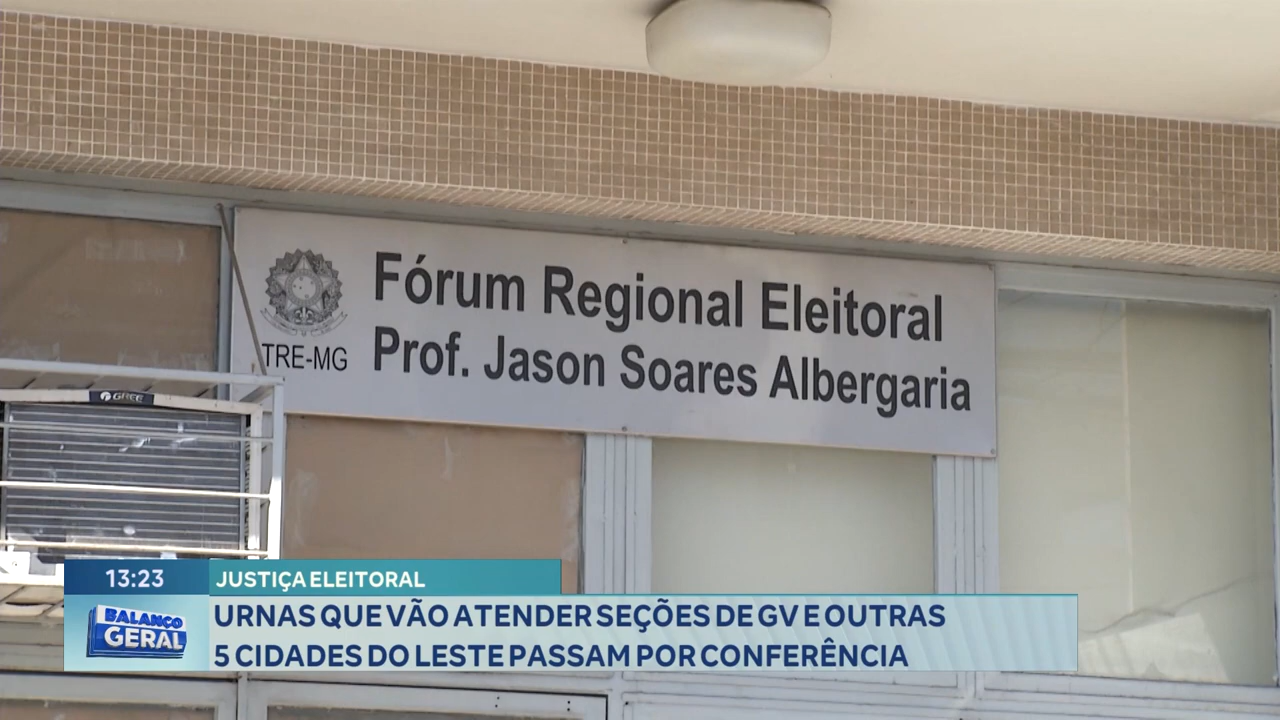 Fórum Regional Eleitoral
Prof. Jason Soares Albergaria
TRE-MG
GREE
13:23
JUSTIÇA ELEITORAL
BALANÇO
GERAL
URNAS QUE VÃO ATENDER SEÇÕES DE GV E OUTRAS
5 CIDADES DO LESTE PASSAM POR CONFERÊNCIA